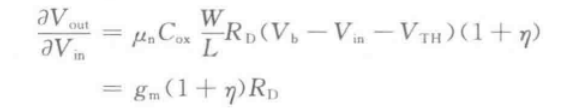 ∂V_out/∂V_in = μ_n C_ox W/L R_D (V_b − V_in − V_TH)(1 + η)
= g_m (1 + η) R_D